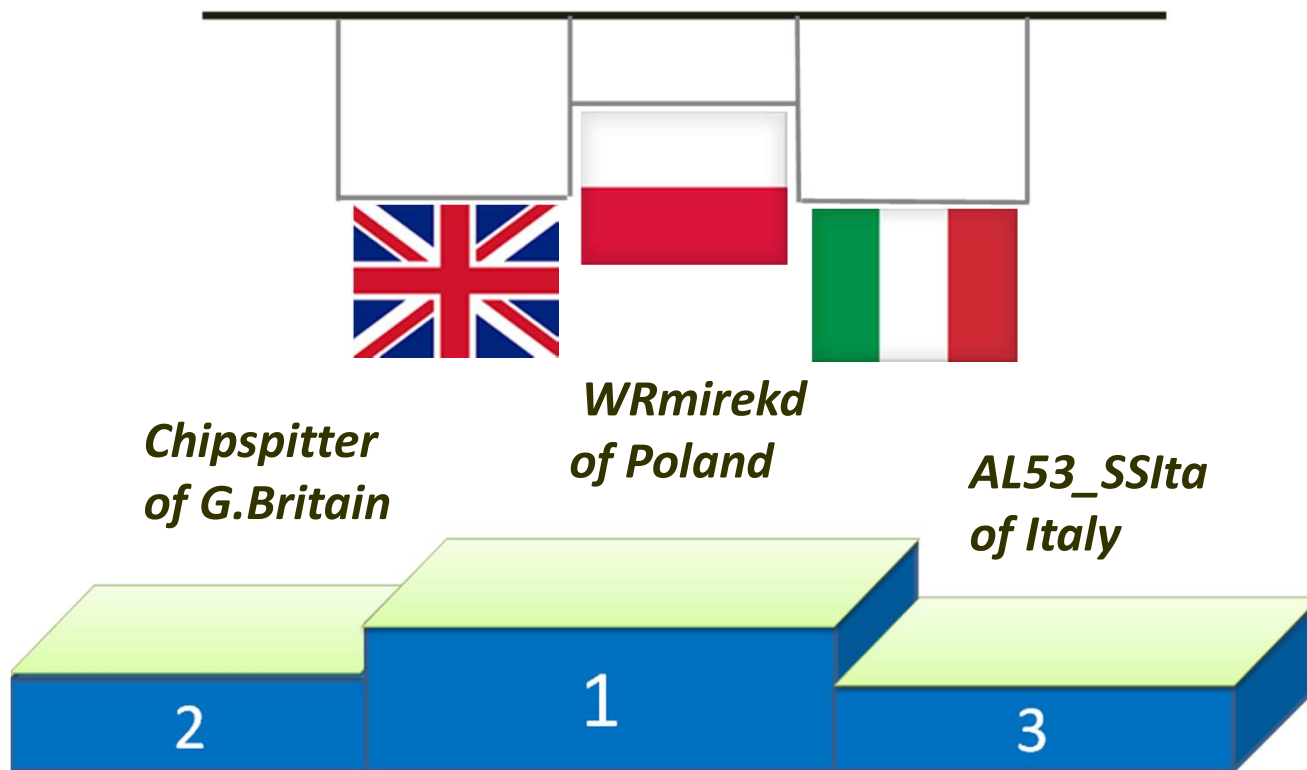 WRmirekd
of Poland
Chipspitter
of G.Britain
AL53_SSIta
of Italy
2
1
3